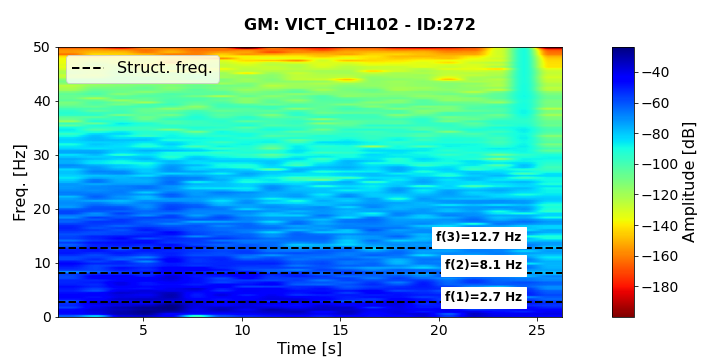 GM: VICT_CHI102 - ID:272
50
40
30
20
10
0
Freq. [Hz]
Struct. freq.
f(3)=12.7 Hz
f(2)=8.1 Hz
f(1)=2.7 Hz
5
10
15
20
25
Time [s]
−40
−60
−80
−100
−120
−140
−160
−180
Amplitude [dB]